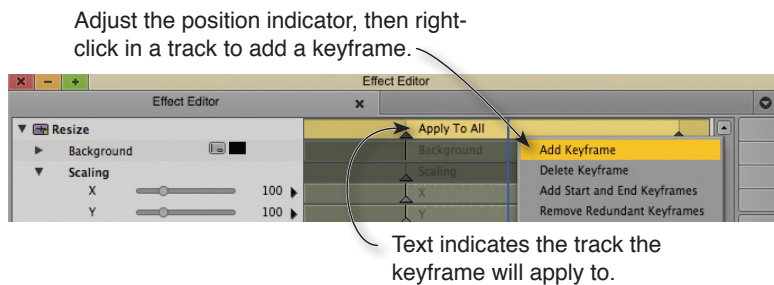 Adjust the position indicator, then right-
click in a track to add a keyframe.
Effect Editor
Effect Editor
Resize
Apply To All
Background
Background
Add Keyframe
Scaling
Scaling
Delete Keyframe
X
100
X
Add Start and End Keyframes
Y
100
Y
Remove Redundant Keyframes
Text indicates the track the
keyframe will apply to.